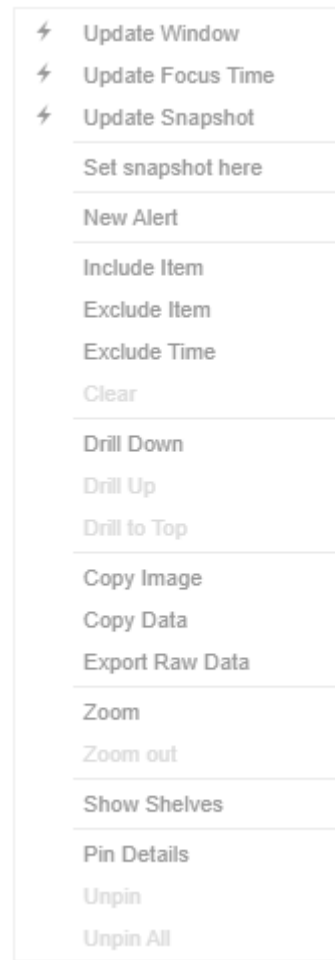 Update Window
Update Focus Time
Update Snapshot
Set snapshot here
New Alert
Include Item
Exclude Item
Exclude Time
Clear
Drill Down
Drill Up
Drill to Top
Copy Image
Copy Data
Export Raw Data
Zoom
Zoom out
Show Shelves
Pin Details
Unpin
Unpin All